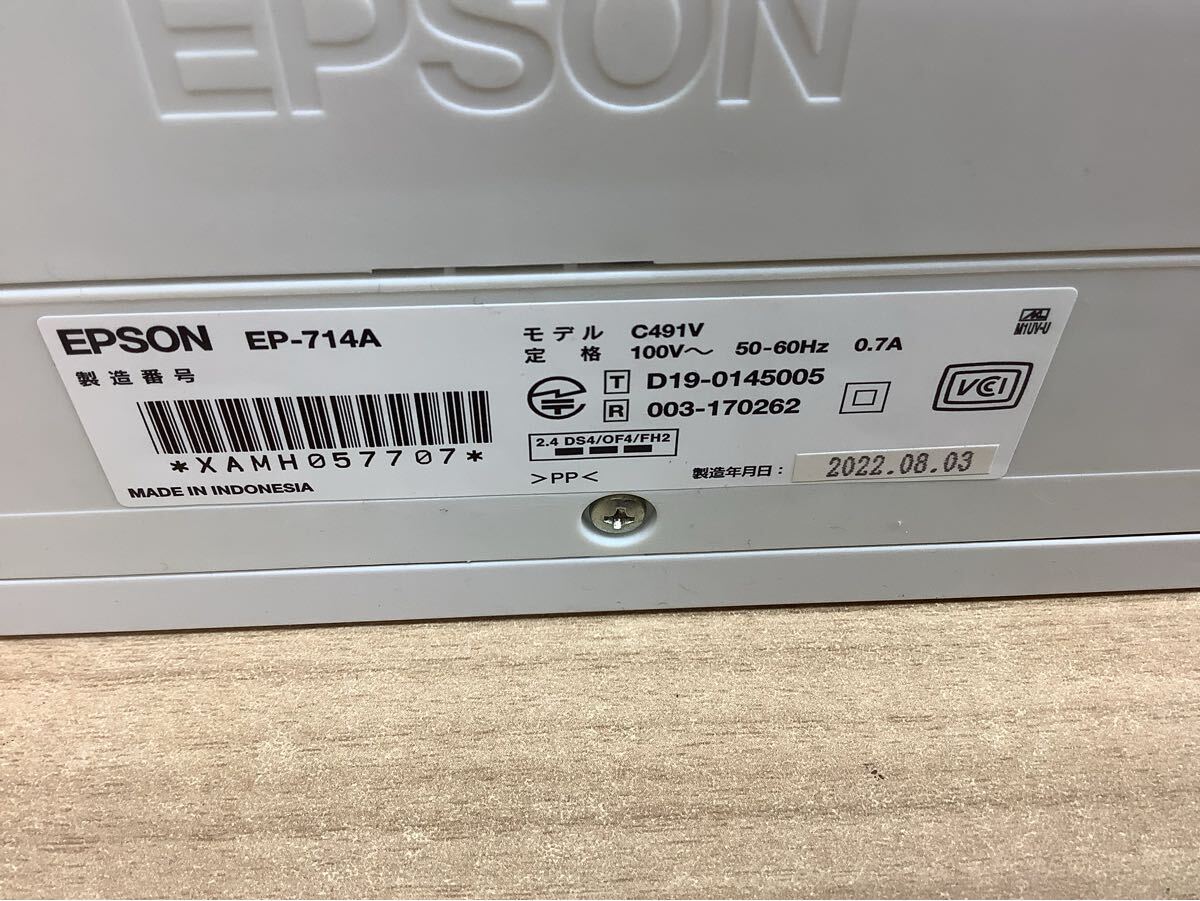 EPSON
EPSON EP-714A
製造番号
*XAMH057707*
MADE IN INDONESIA
モデル C491V
定格 100V～ 50-60Hz 0.7A
T D19-0145005
R 003-170262
2.4 DS4/OF4/FH2
>PP<
製造年月日： 2022.08.03
VCI
M1UV-U